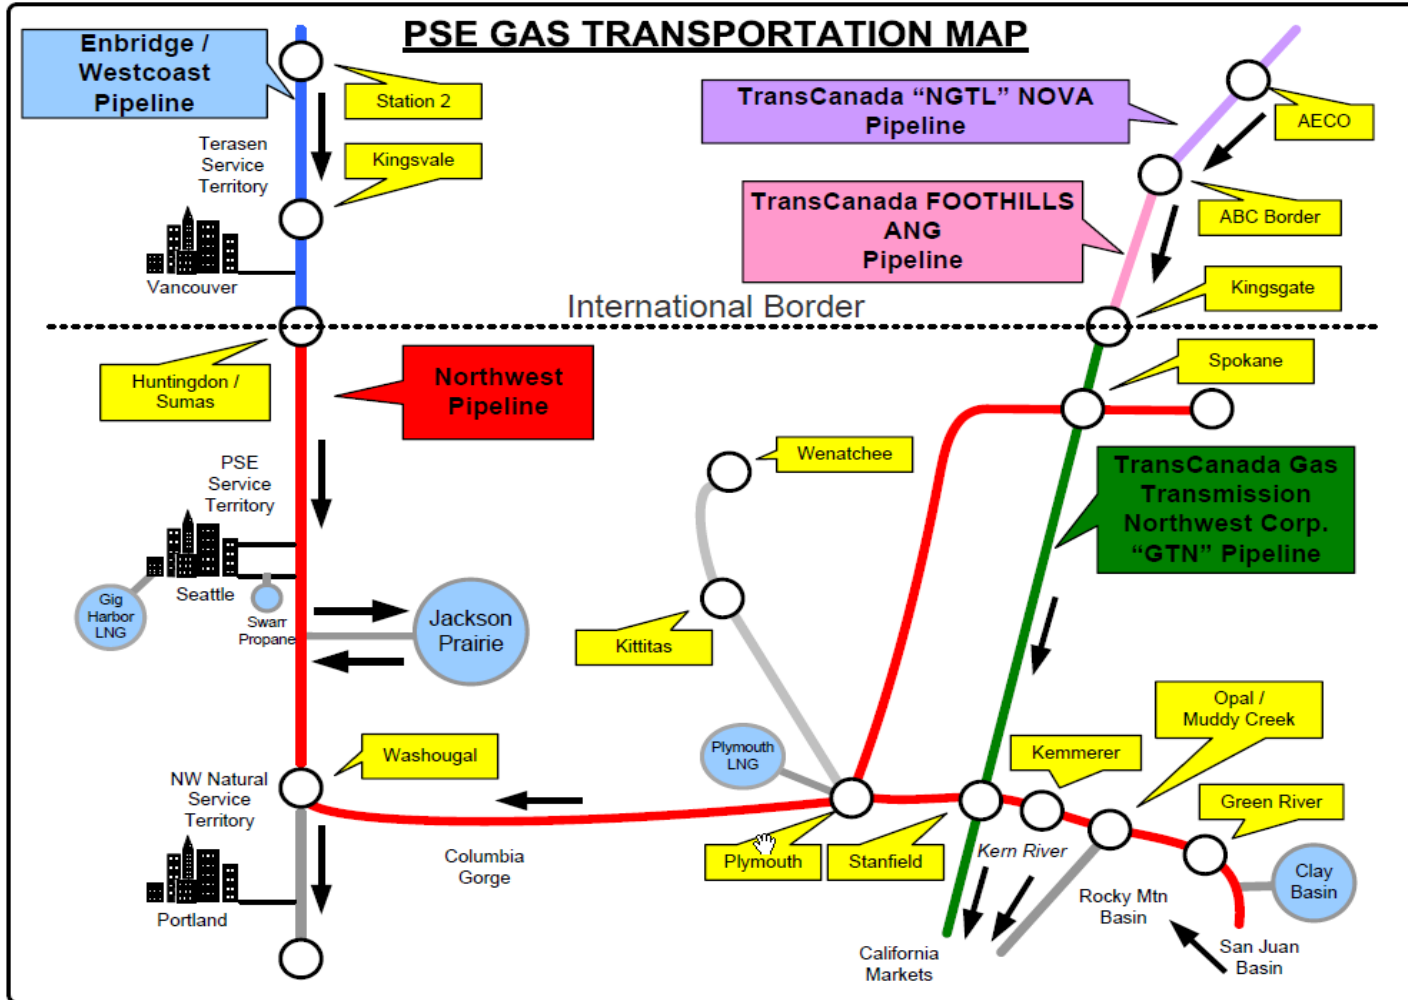 PSE GAS TRANSPORTATION MAP
Enbridge /
Westcoast
Pipeline
Station 2
Terasen
Service
Territory
Kingsvale
Vancouver
TransCanada “NGTL” NOVA
Pipeline
AECO
TransCanada FOOTHILLS
ANG
Pipeline
ABC Border
Kingsgate
International Border
Huntingdon /
Sumas
Northwest
Pipeline
Spokane
Wenatchee
PSE
Service
Territory
TransCanada Gas
Transmission
Northwest Corp.
“GTN” Pipeline
Seattle
Gig
Harbor
LNG
Swarr
Propane
Jackson
Prairie
Kittitas
Opal /
Muddy Creek
Washougal
Plymouth
LNG
Kemmerer
Green River
NW Natural
Service
Territory
Columbia
Gorge
Plymouth
Stanfield
Kern River
Clay
Basin
Rocky Mtn
Basin
Portland
California
Markets
San Juan
Basin